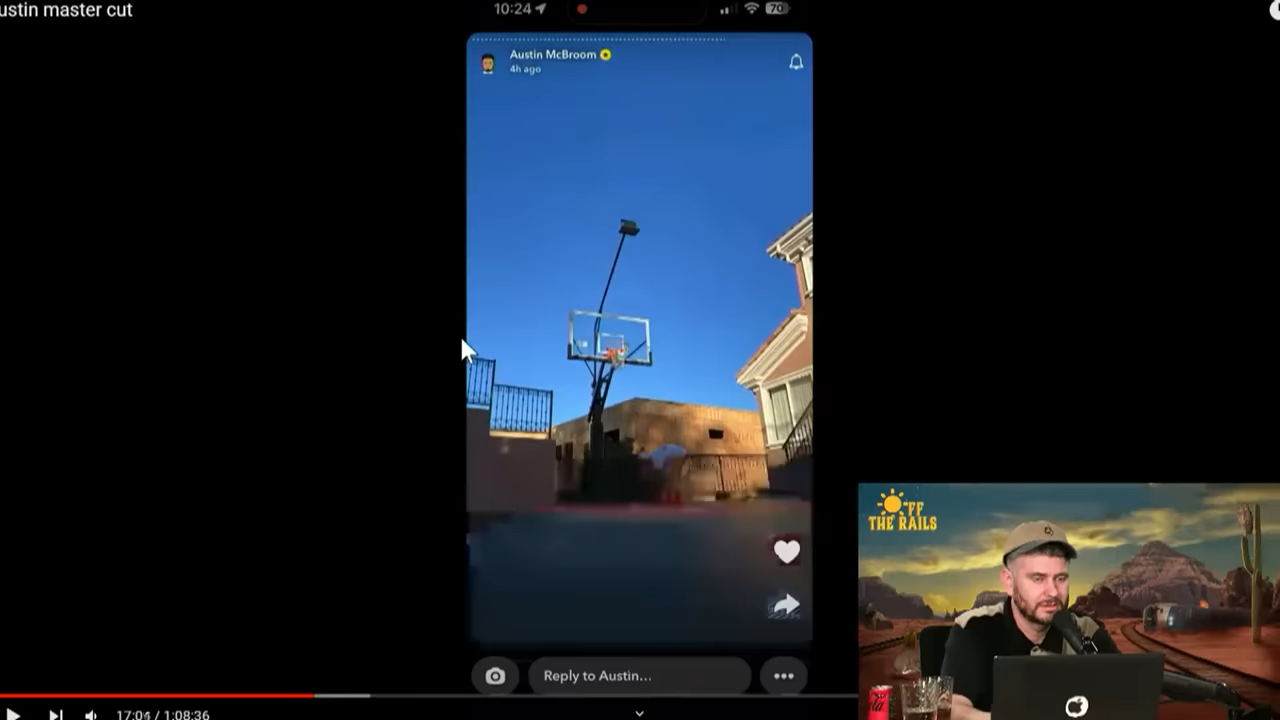 ustin master cut
10:24
70
Austin McBroom
4h ago
OFF
THE RAILS
Reply to Austin...
17:04 / 1:08:36